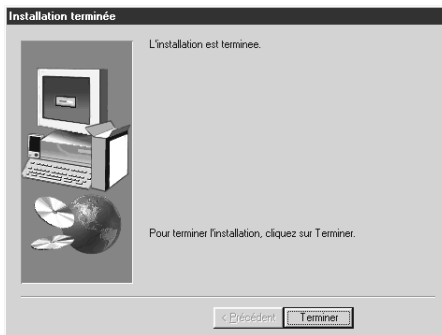 Installation terminée
L'installation est terminee.
Pour terminer l'installation, cliquez sur Terminer.
< Précédent
Terminer